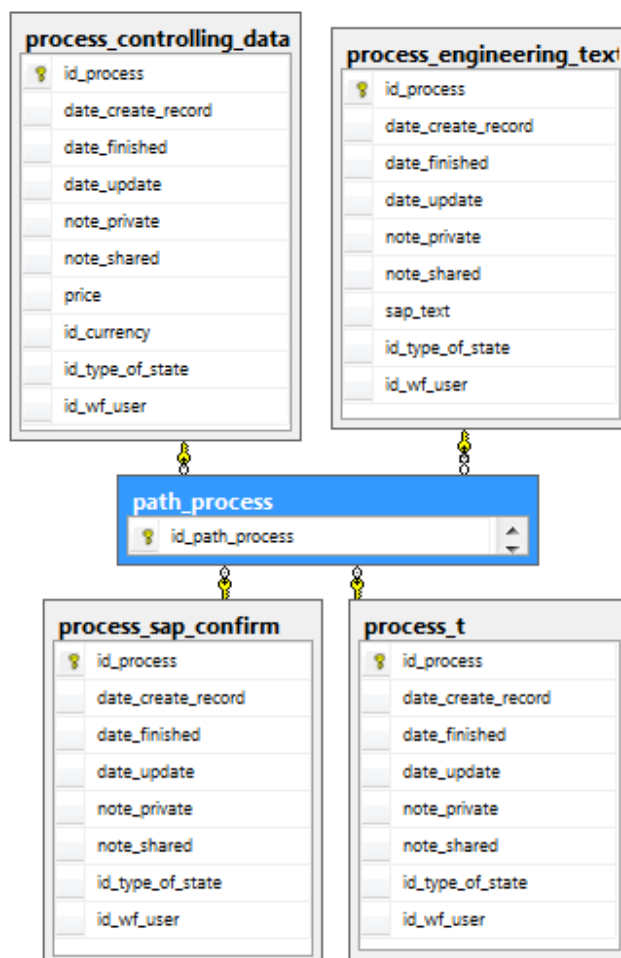 process_controlling_data
id_process
date_create_record
date_finished
date_update
note_private
note_shared
price
id_currency
id_type_of_state
id_wf_user
process_engineering_text
id_process
date_create_record
date_finished
date_update
note_private
note_shared
sap_text
id_type_of_state
id_wf_user
path_process
id_path_process
process_sap_confirm
id_process
date_create_record
date_finished
date_update
note_private
note_shared
id_type_of_state
id_wf_user
process_t
id_process
date_create_record
date_finished
date_update
note_private
note_shared
id_type_of_state
id_wf_user